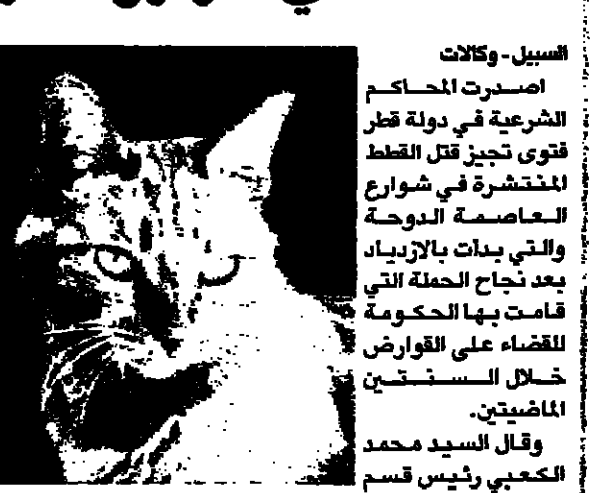 السبيل - وكالات
اصدرت المحاكم
الشرعية في دولة قطر
فتوى تجيز قتل القطط
المنتشرة في شوارع
العاصمة الدوحة
والتي بدأت بالازدياد
بعد نجاح الحملة التي
قامت بها الحكومة
للقضاء على القوارض
خلال السنتين
الماضيتين.
وقال السيد محمد
الكعبي رئيس قسم